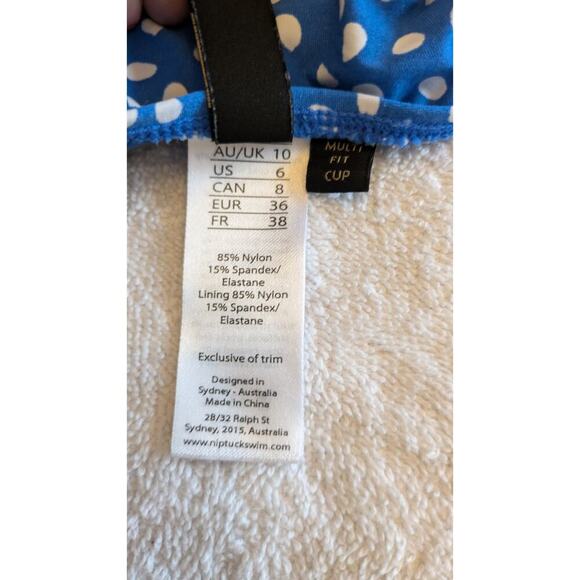 AU/UK 10
US 6
CAN 8
EUR 36
FR 38
85% Nylon
15% Spandex/
Elastane
Lining 85% Nylon
15% Spandex/
Elastane
Exclusive of trim
Designed in
Sydney - Australia
Made in China
28/32 Ralph St
Sydney, 2015, Australia
www.niptuckswim.com
MULTI
FIT
CUP